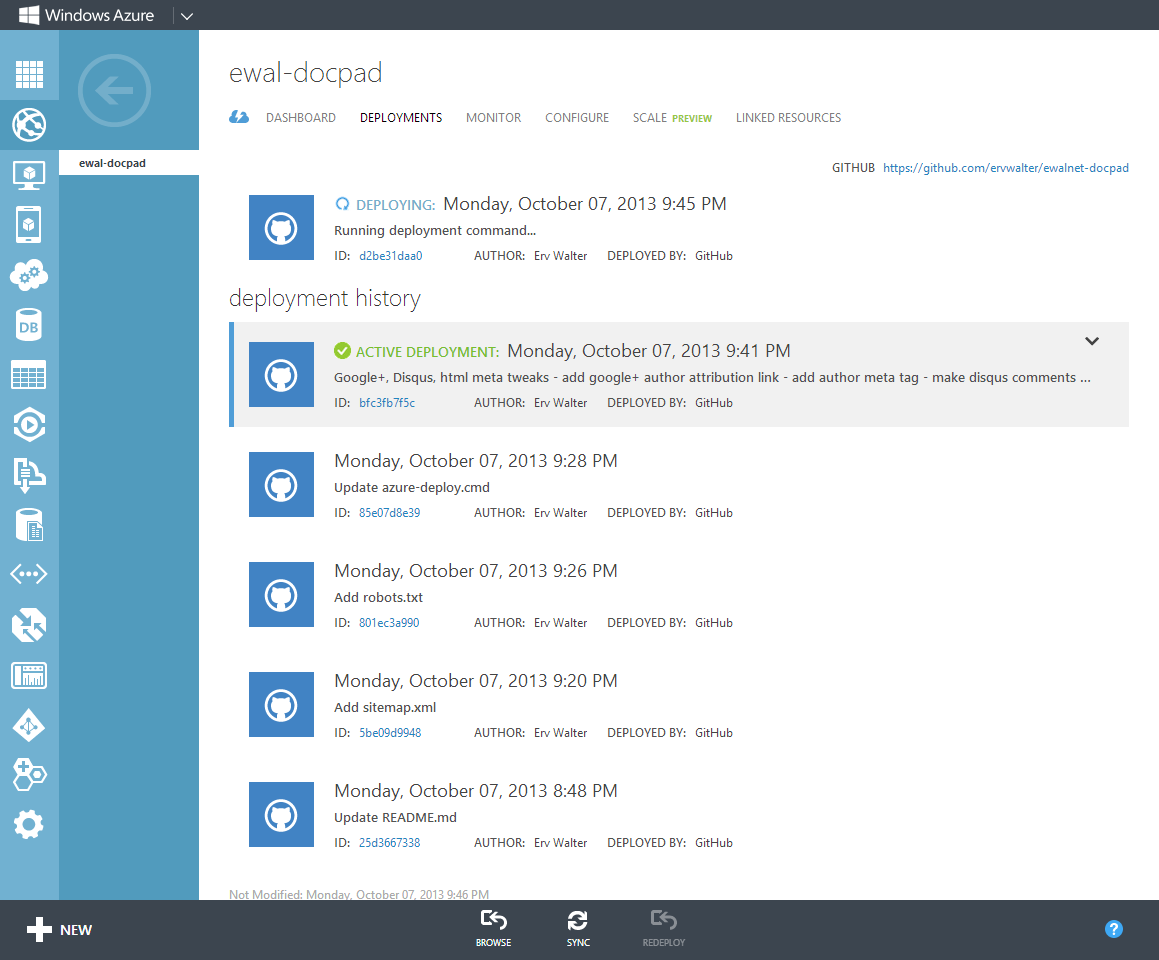 Windows Azure
ewal-docpad
ewal-docpad
DASHBOARD DEPLOYMENTS MONITOR CONFIGURE SCALE PREVIEW LINKED RESOURCES
GITHUB https://github.com/ervwalter/ewalnet-docpad
DEPLOYING: Monday, October 07, 2013 9:45 PM
Running deployment command...
ID: d2be31daa0 AUTHOR: Erv Walter DEPLOYED BY: GitHub
deployment history
ACTIVE DEPLOYMENT: Monday, October 07, 2013 9:41 PM
Google+, Disqus, html meta tweaks - add google+ author attribution link - add author meta tag - make disqus comments ...
ID: bfc3fb7f5c AUTHOR: Erv Walter DEPLOYED BY: GitHub
Monday, October 07, 2013 9:28 PM
Update azure-deploy.cmd
ID: 85e07d8e39 AUTHOR: Erv Walter DEPLOYED BY: GitHub
Monday, October 07, 2013 9:26 PM
Add robots.txt
ID: 801ec3a990 AUTHOR: Erv Walter DEPLOYED BY: GitHub
Monday, October 07, 2013 9:20 PM
Add sitemap.xml
ID: 5be09d9948 AUTHOR: Erv Walter DEPLOYED BY: GitHub
Monday, October 07, 2013 8:48 PM
Update README.md
ID: 25d3667338 AUTHOR: Erv Walter DEPLOYED BY: GitHub
Not Modified: Monday, October 07, 2013 9:46 PM
DB
NEW
BROWSE SYNC REDEPLOY
?